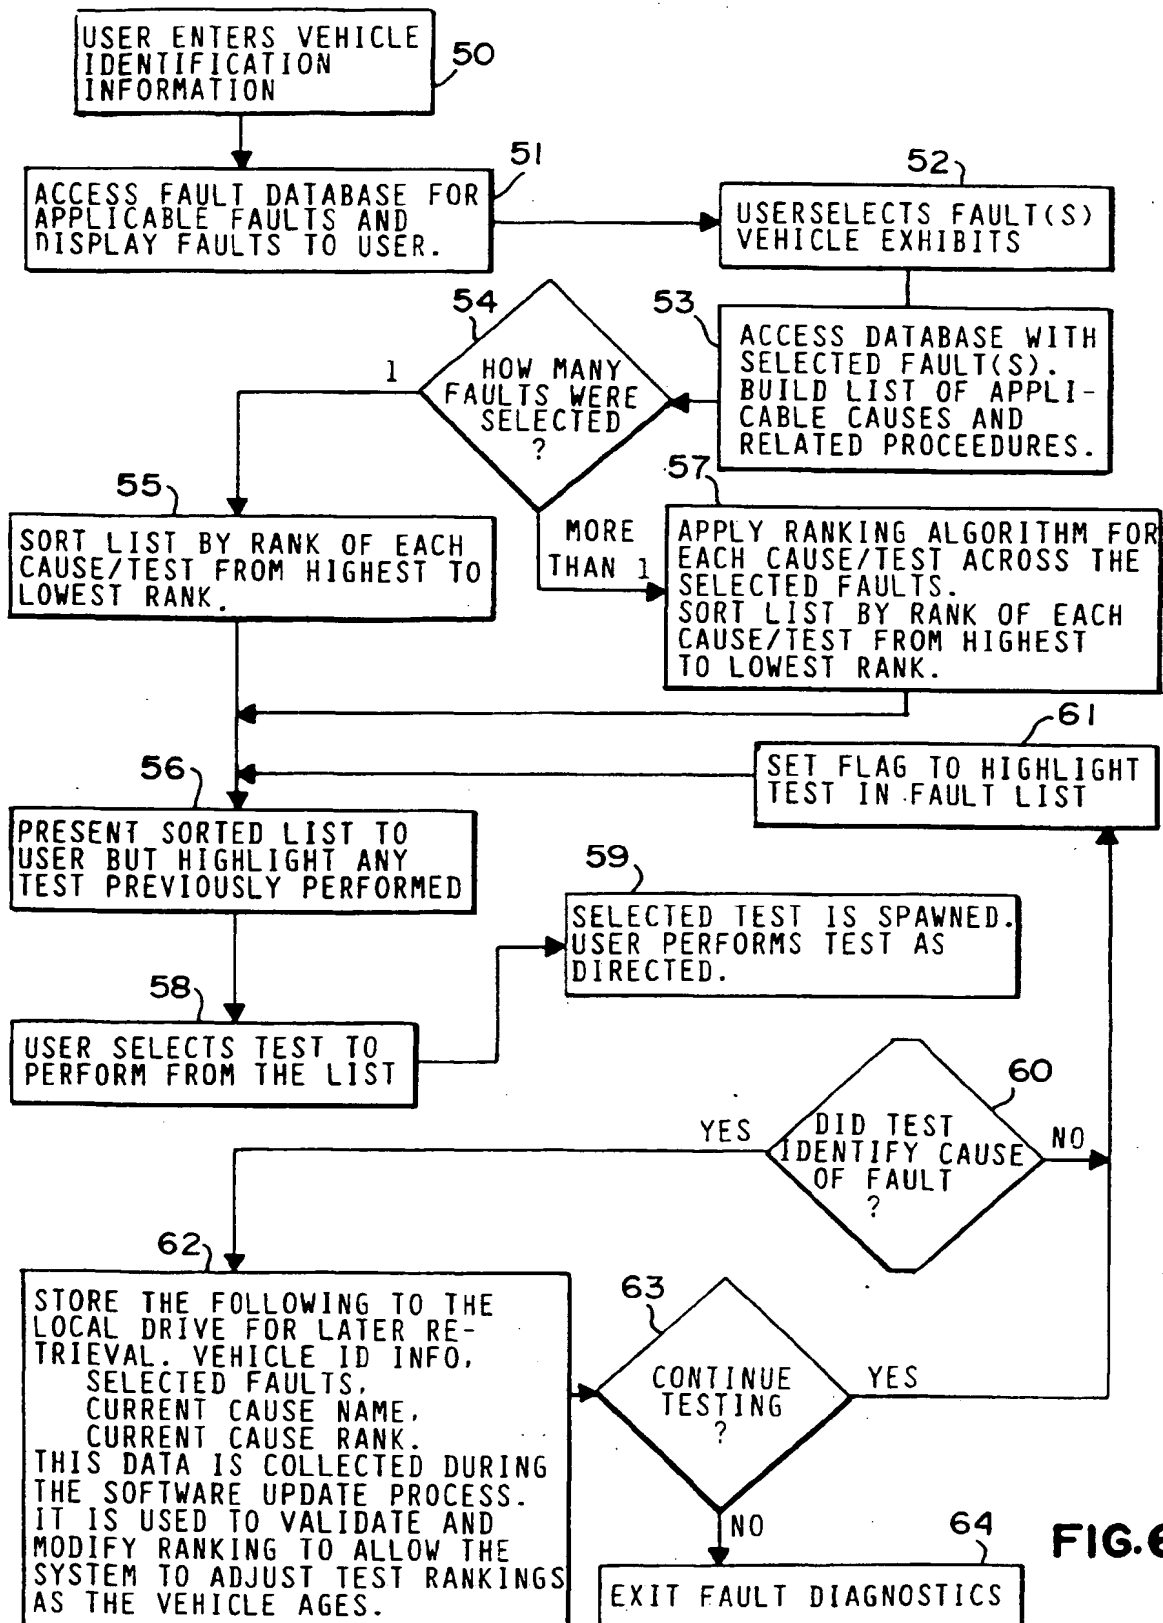 USER ENTERS VEHICLE
IDENTIFICATION
INFORMATION
50
ACCESS FAULT DATABASE FOR
APPLICABLE FAULTS AND
DISPLAY FAULTS TO USER.
51
USERSELECTS FAULT(S)
VEHICLE EXHIBITS
52
ACCESS DATABASE WITH
SELECTED FAULT(S).
BUILD LIST OF APPLI-
CABLE CAUSES AND
RELATED PROCEEDURES.
53
HOW MANY
FAULTS WERE
SELECTED
?
54
1
MORE
THAN 1
SORT LIST BY RANK OF EACH
CAUSE/TEST FROM HIGHEST TO
LOWEST RANK.
55
APPLY RANKING ALGORITHM FOR
EACH CAUSE/TEST ACROSS THE
SELECTED FAULTS.
SORT LIST BY RANK OF EACH
CAUSE/TEST FROM HIGHEST
TO LOWEST RANK.
57
SET FLAG TO HIGHLIGHT
TEST IN FAULT LIST
61
PRESENT SORTED LIST TO
USER BUT HIGHLIGHT ANY
TEST PREVIOUSLY PERFORMED
56
USER SELECTS TEST TO
PERFORM FROM THE LIST
58
SELECTED TEST IS SPAWNED.
USER PERFORMS TEST AS
DIRECTED.
59
DID TEST
IDENTIFY CAUSE
OF FAULT
?
60
YES
NO
STORE THE FOLLOWING TO THE
LOCAL DRIVE FOR LATER RE-
TRIEVAL. VEHICLE ID INFO,
SELECTED FAULTS,
CURRENT CAUSE NAME,
CURRENT CAUSE RANK.
THIS DATA IS COLLECTED DURING
THE SOFTWARE UPDATE PROCESS.
IT IS USED TO VALIDATE AND
MODIFY RANKING TO ALLOW THE
SYSTEM TO ADJUST TEST RANKINGS
AS THE VEHICLE AGES.
62
CONTINUE
TESTING
?
63
YES
NO
EXIT FAULT DIAGNOSTICS
64
FIG.6